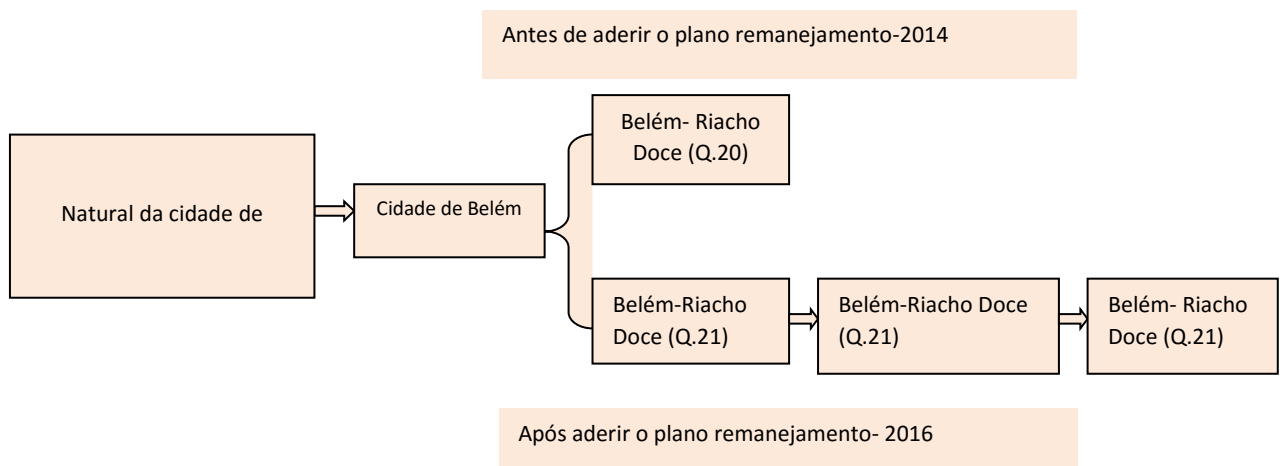 Antes de aderir o plano remanejamento-2014
Belém- Riacho
Doce (Q.20)
Natural da cidade de
Cidade de Belém
Belém-Riacho
Doce (Q.21)
Belém-Riacho Doce
(Q.21)
Belém- Riacho
Doce (Q.21)
Após aderir o plano remanejamento- 2016